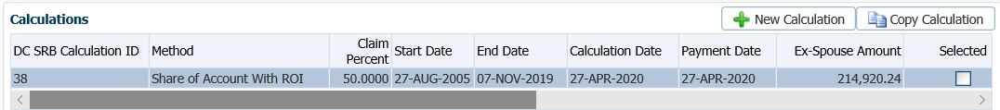 Calculations
New Calculation
Copy Calculation
DC SRB Calculation ID Method Claim Percent Start Date End Date Calculation Date Payment Date Ex-Spouse Amount Selected
38 Share of Account With ROI 50.0000 27-AUG-2005 07-NOV-2019 27-APR-2020 27-APR-2020 214,920.24